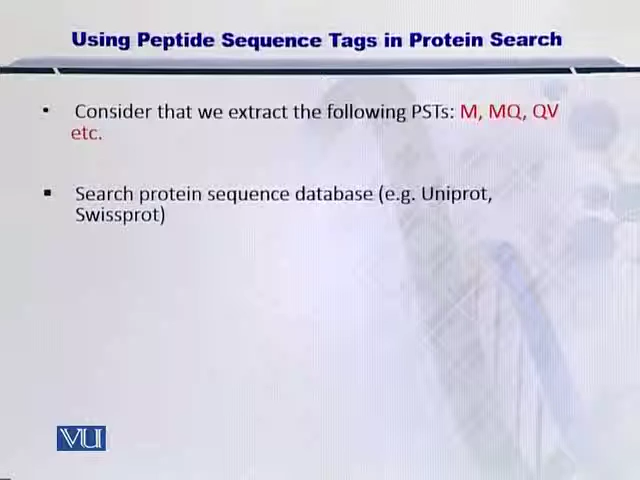 Using Peptide Sequence Tags in Protein Search
• Consider that we extract the following PSTs: M, MQ, QV
etc.
▪ Search protein sequence database (e.g. Uniprot,
Swissprot)
VU